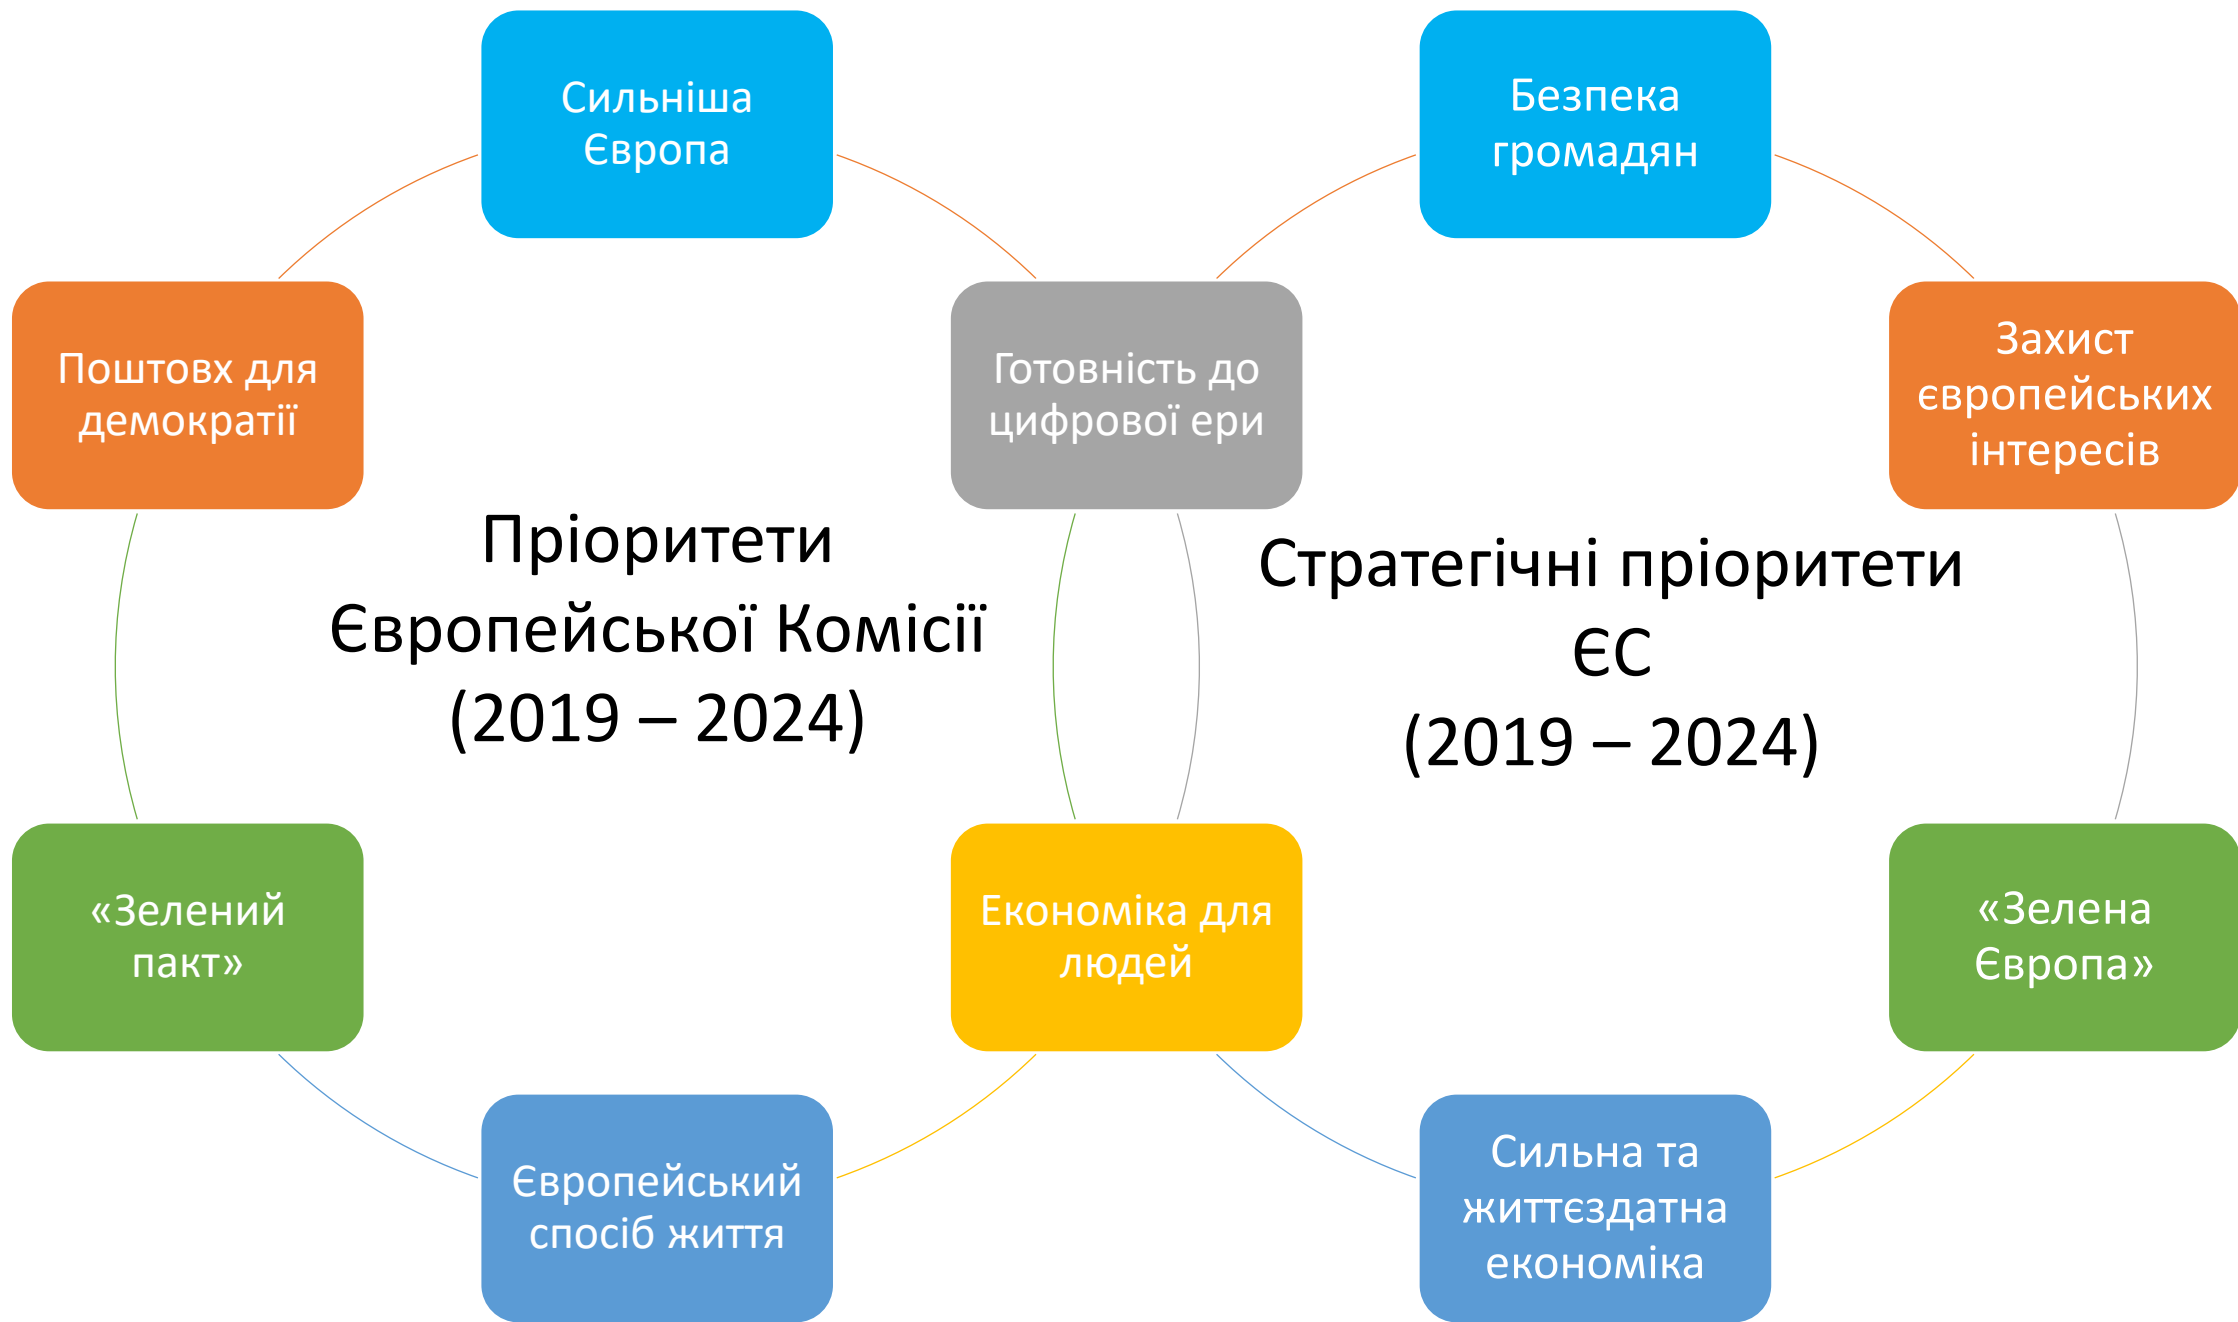 Сильніша
Європа
Безпека
громадян
Поштовх для
демократії
Готовність до
цифрової ери
Захист
європейських
інтересів
Пріоритети
Європейської Комісії
(2019 – 2024)
Стратегічні пріоритети
ЄС
(2019 – 2024)
«Зелений
пакт»
Економіка для
людей
«Зелена
Європа»
Європейський
спосіб життя
Сильна та
життєздатна
економіка